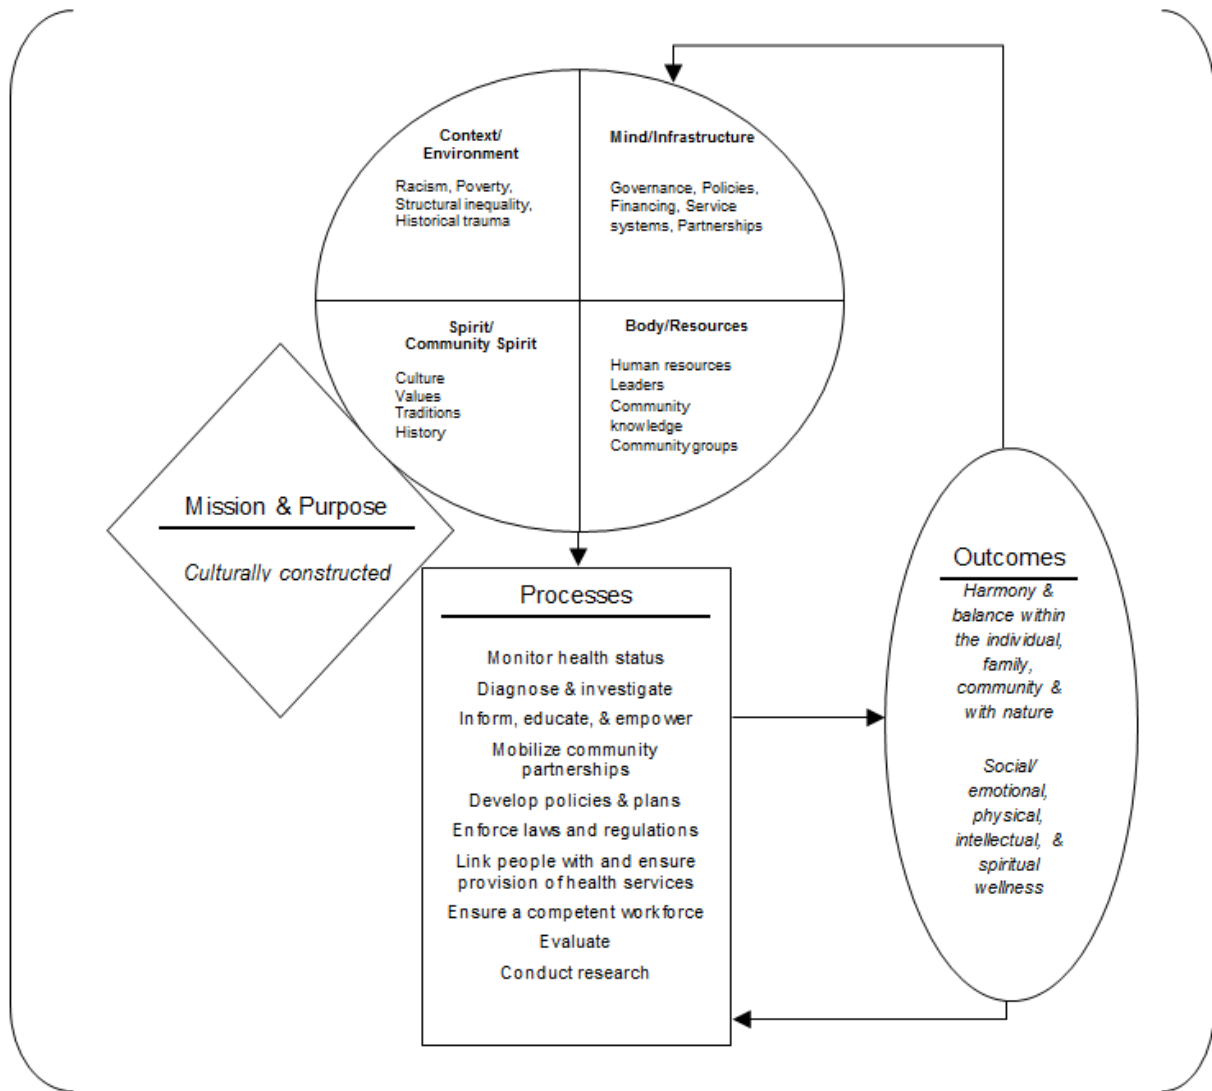 Context/
Environment
Racism, Poverty,
Structural inequality,
Historical trauma
Mind/Infrastructure
Governance, Policies,
Financing, Service
systems, Partnerships
Spirit/
Community Spirit
Culture
Values
Traditions
History
Body/Resources
Human resources
Leaders
Community
knowledge
Community groups
Mission & Purpose
Culturally constructed
Processes
Monitor health status
Diagnose & investigate
Inform, educate, & empower
Mobilize community
partnerships
Develop policies & plans
Enforce laws and regulations
Link people with and ensure
provision of health services
Ensure a competent workforce
Evaluate
Conduct research
Outcomes
Harmony &
balance within
the individual,
family,
community &
with nature
Social/
emotional,
physical,
intellectual, &
spiritual
wellness